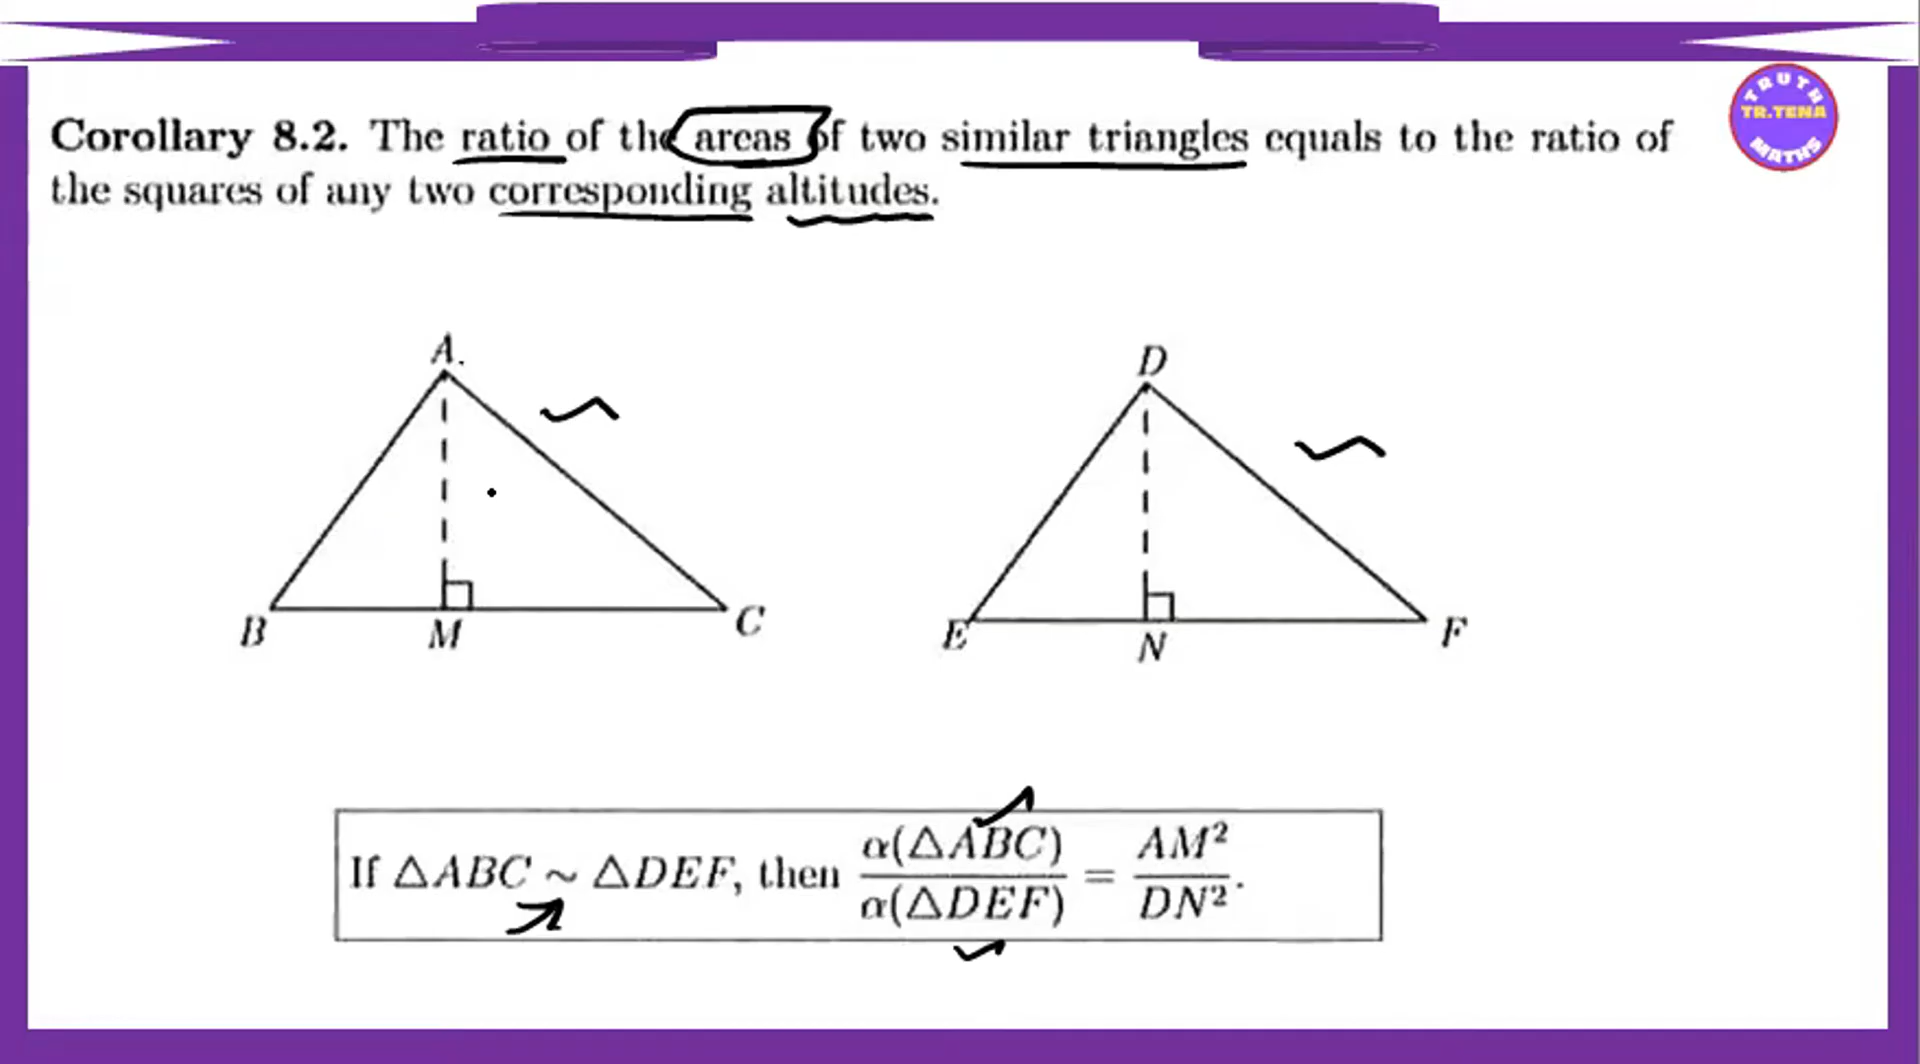 TRUTH
TR.TENA
MATHS
Corollary 8.2. The ratio of the areas of two similar triangles equals to the ratio of
the squares of any two corresponding altitudes.
A.
D
B
M
C
E
N
F
If △ABC ~ △DEF, then α(△ABC)/α(△DEF) = AM²/DN².